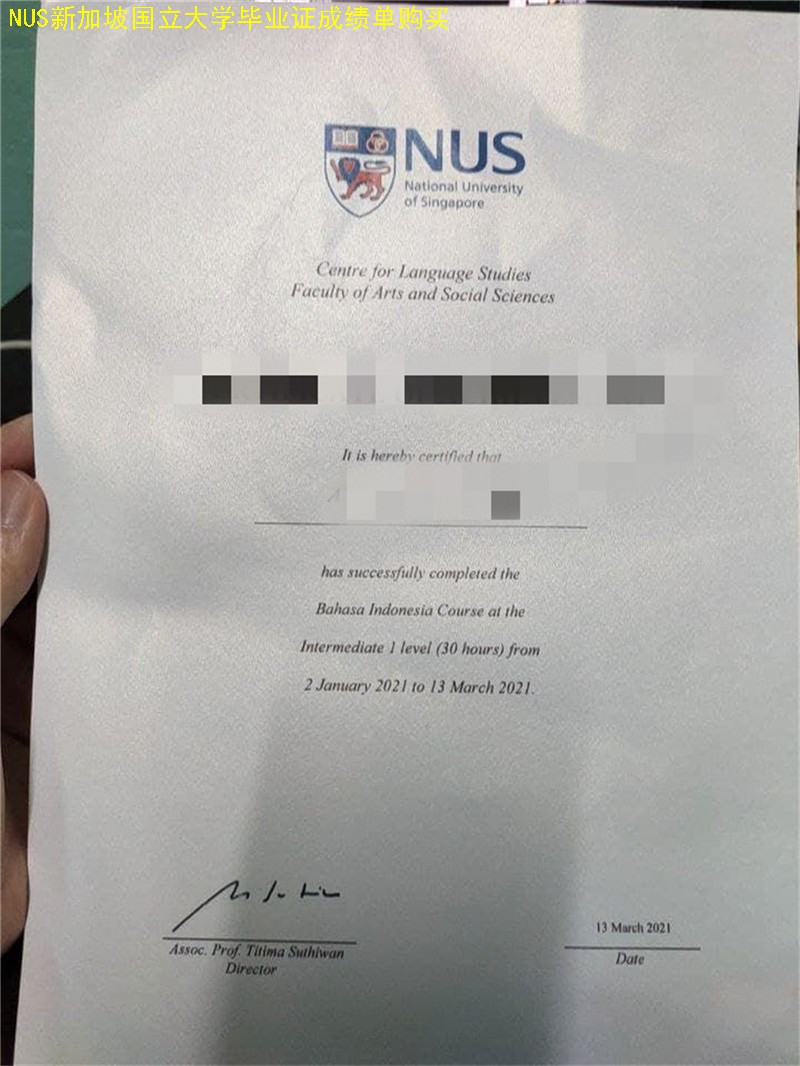 NUS新加坡国立大学毕业证成绩单购买
NUS
National University
of Singapore
Centre for Language Studies
Faculty of Arts and Social Sciences
It is hereby certified that
has successfully completed the
Bahasa Indonesia Course at the
Intermediate 1 level (30 hours) from
2 January 2021 to 13 March 2021.
Assoc. Prof. Titima Suthiwan
Director
13 March 2021
Date